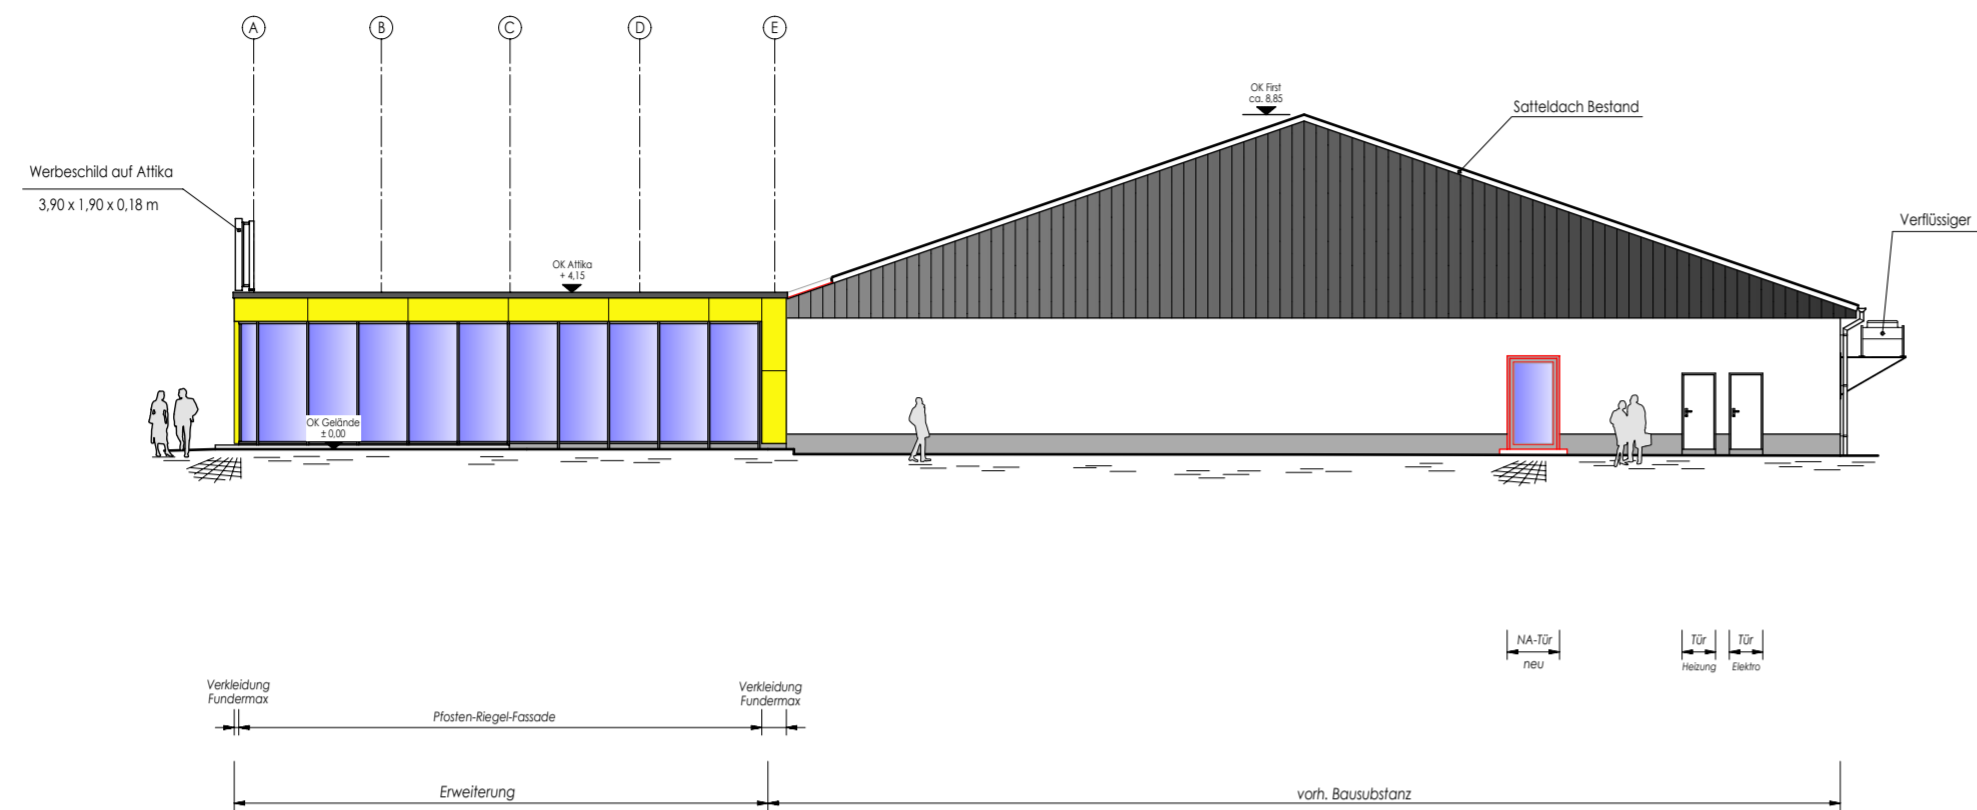 A
B
C
D
E
OK First
ca. 8,85
Satteldach Bestand
Werbeschild auf Attika
3,90 x 1,90 x 0,18 m
Verflüssiger
OK Attika
+ 4,15
OK Gelände
± 0,00
NA-Tür
neu
Tür
Heizung
Tür
Elektro
Verkleidung
Fundermax
Verkleidung
Fundermax
Pfosten-Riegel-Fassade
Erweiterung
vorh. Bausubstanz